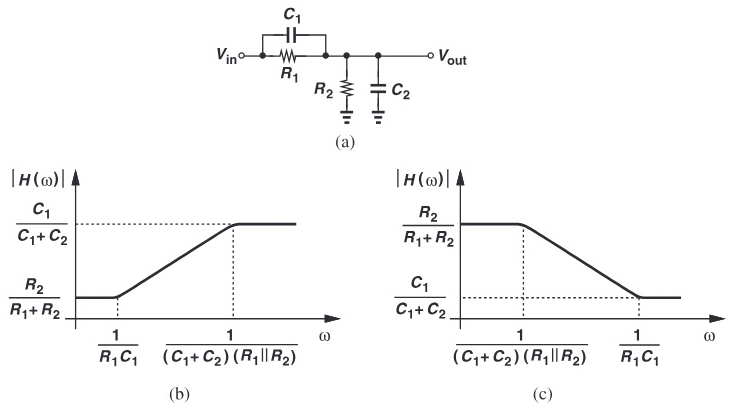 C₁
Vin
Vout
R₁
R₂
C₂
(a)
|H(ω)|
C₁
C₁+C₂
R₂
R₁+R₂
1
R₁C₁
1
(C₁+C₂)(R₁||R₂)
ω
(b)
|H(ω)|
R₂
R₁+R₂
C₁
C₁+C₂
1
(C₁+C₂)(R₁||R₂)
1
R₁C₁
ω
(c)